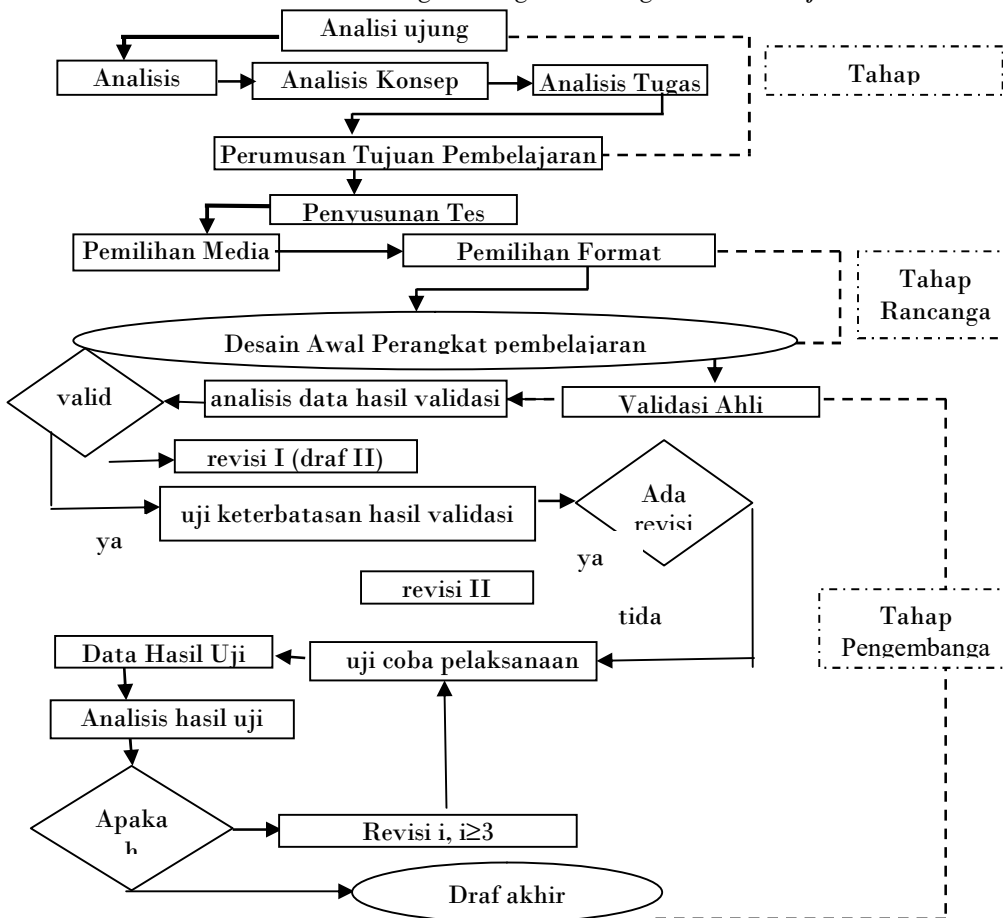 Analisi ujung
Analisis
Analisis Konsep
Analisis Tugas
Tahap
Perumusan Tujuan Pembelajaran
Penyusunan Tes
Pemilihan Media
Pemilihan Format
Tahap
Rancanga
Desain Awal Perangkat pembelajaran
valid
analisis data hasil validasi
Validasi Ahli
revisi I (draf II)
uji keterbatasan hasil validasi
Ada
revisi
ya
ya
revisi II
tida
Tahap
Pengembanga
Data Hasil Uji
uji coba pelaksanaan
Analisis hasil uji
Apaka
h
Revisi i, i≥3
Draf akhir